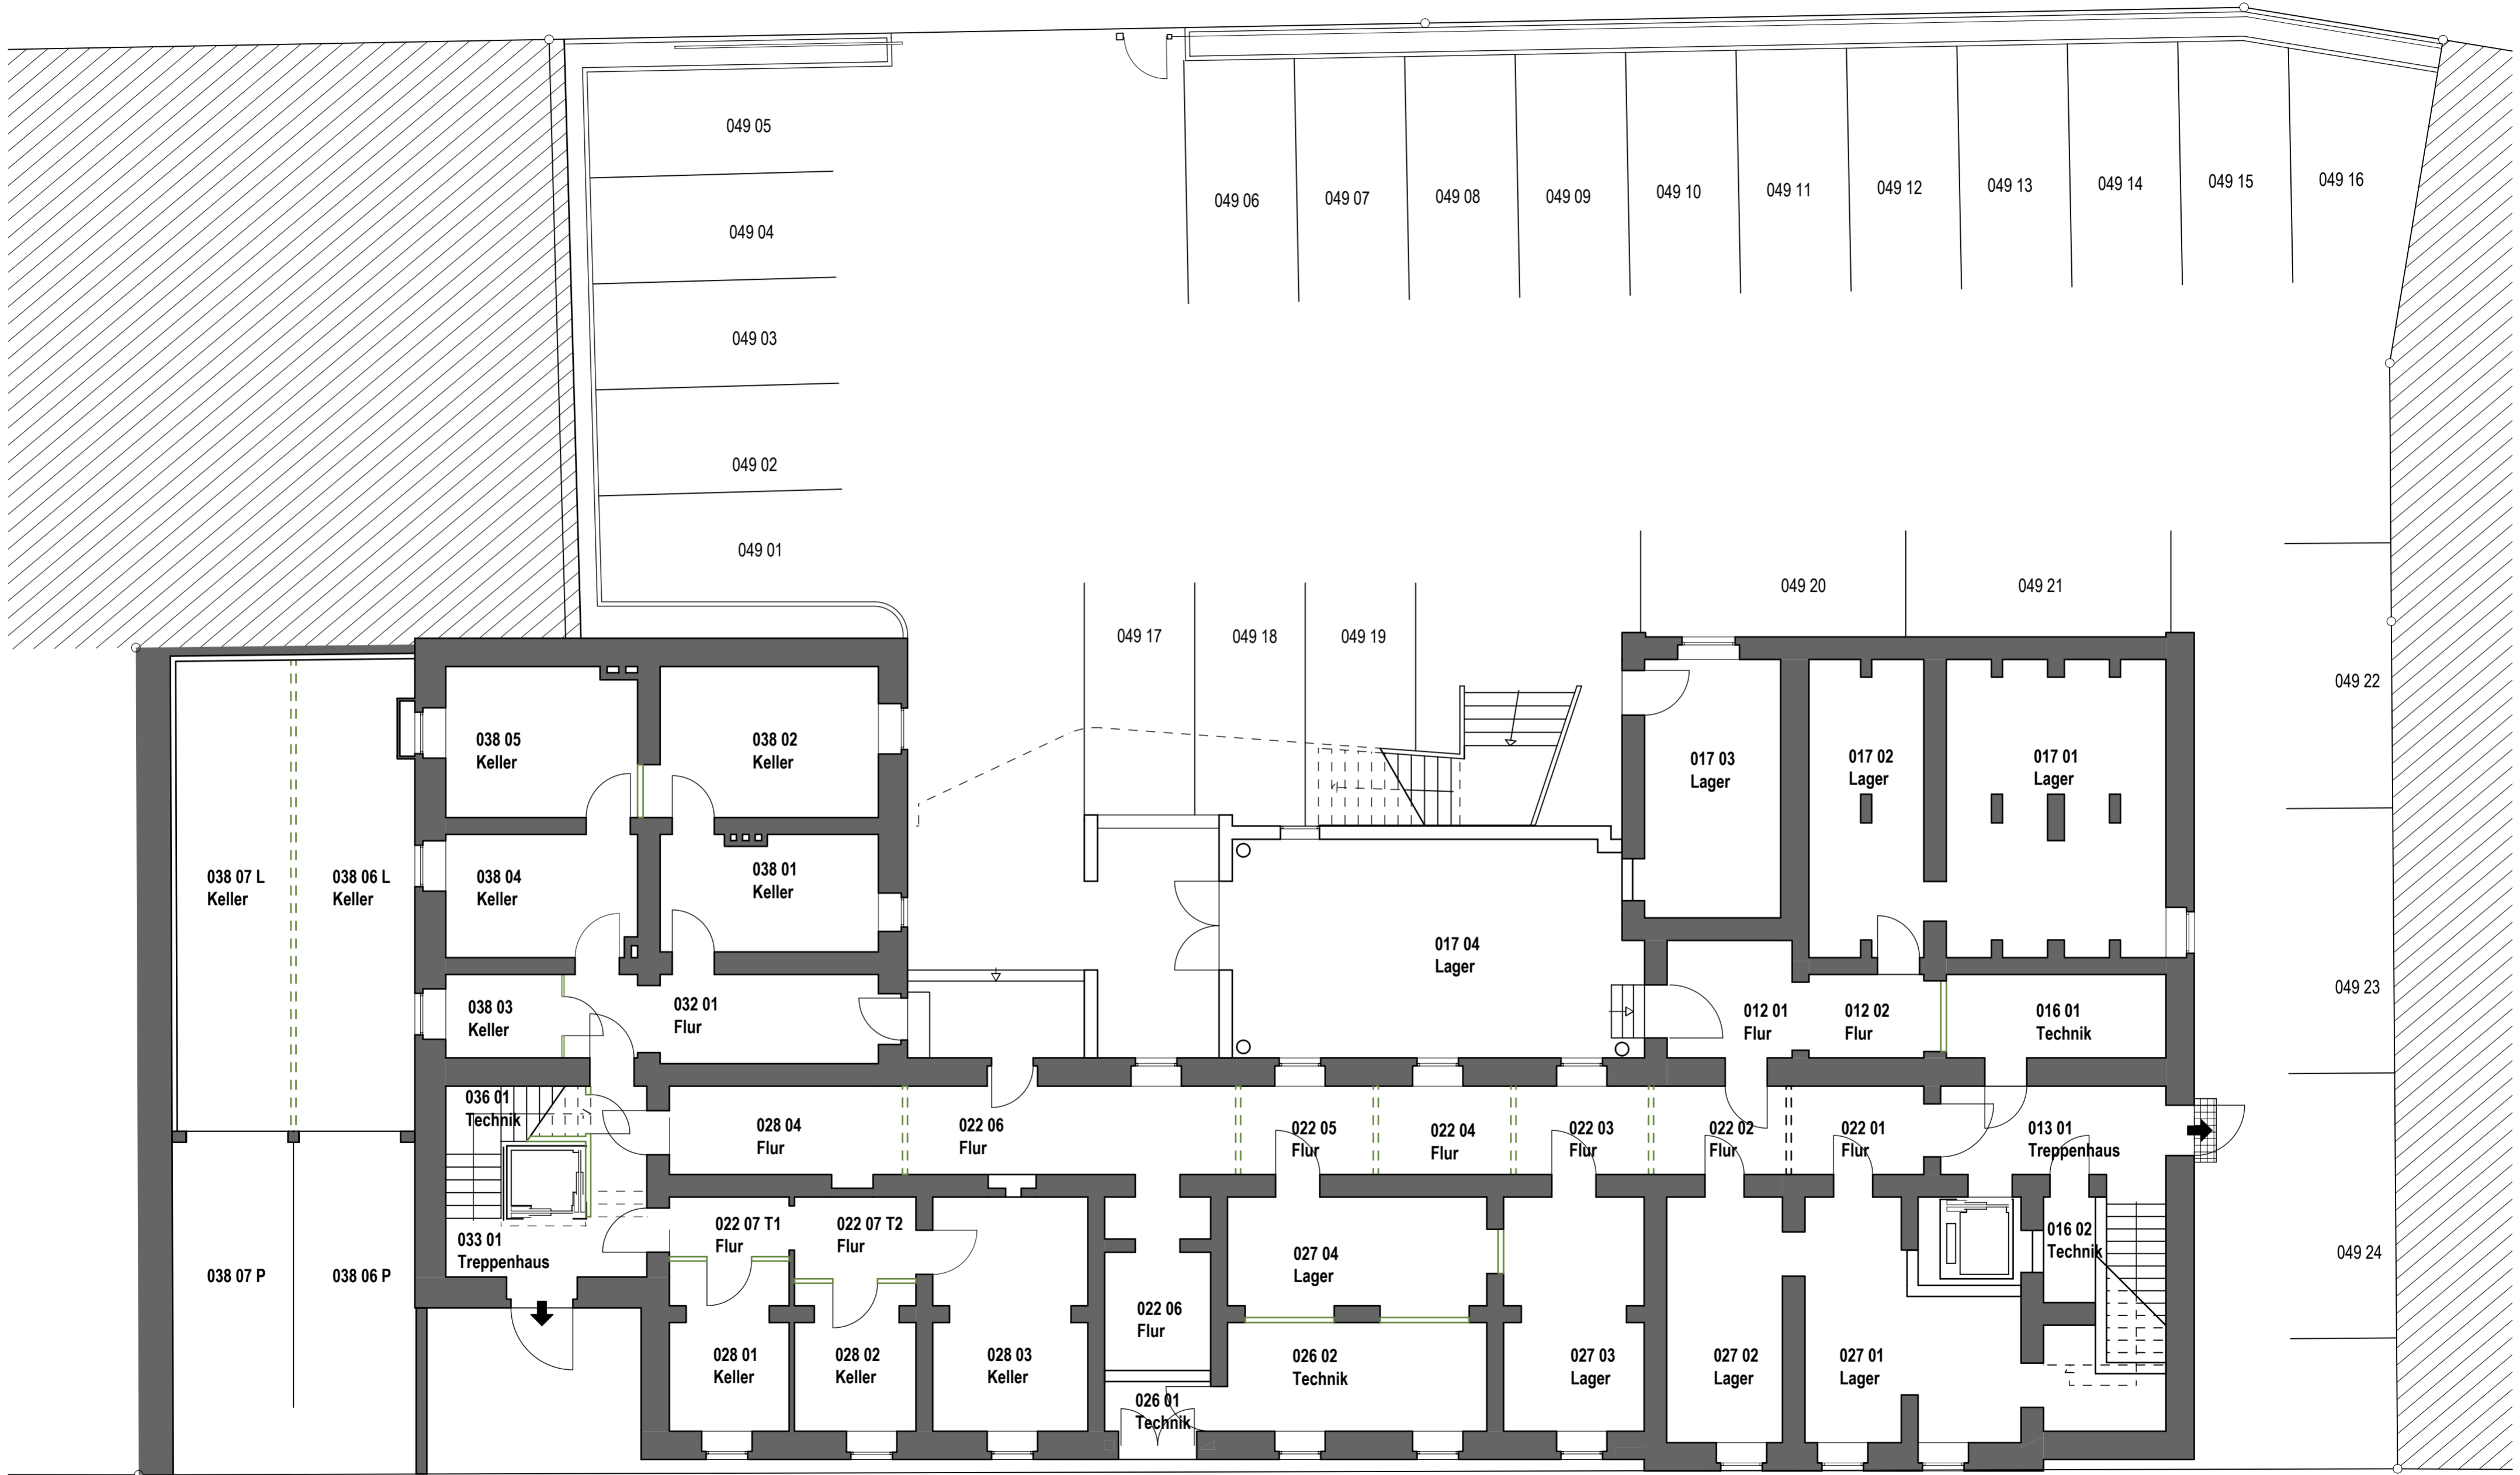 049 05
049 04
049 03
049 02
049 01
049 06
049 07
049 08
049 09
049 10
049 11
049 12
049 13
049 14
049 15
049 16
049 17
049 18
049 19
049 20
049 21
049 22
049 23
049 24
038 05
Keller
038 02
Keller
038 07 L
Keller
038 06 L
Keller
038 04
Keller
038 01
Keller
038 03
Keller
032 01
Flur
017 03
Lager
017 02
Lager
017 01
Lager
017 04
Lager
012 01
Flur
012 02
Flur
016 01
Technik
036 01
Technik
028 04
Flur
022 06
Flur
022 05
Flur
022 04
Flur
022 03
Flur
022 02
Flur
022 01
Flur
013 01
Treppenhaus
033 01
Treppenhaus
022 07 T1
Flur
022 07 T2
Flur
027 04
Lager
016 02
Technik
038 07 P
038 06 P
022 06
Flur
028 01
Keller
028 02
Keller
028 03
Keller
026 02
Technik
027 03
Lager
027 02
Lager
027 01
Lager
026 01
Technik